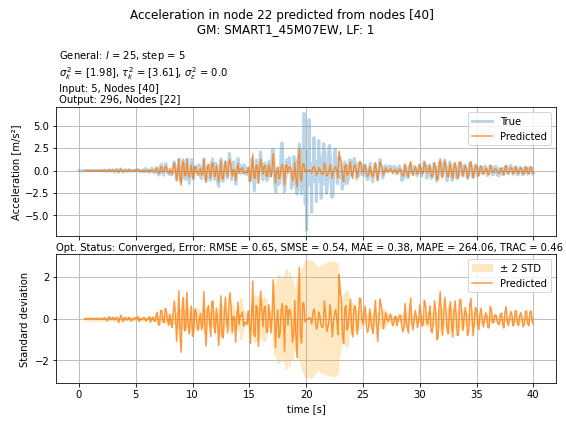 Acceleration in node 22 predicted from nodes [40]
GM: SMART1_45M07EW, LF: 1
General: l = 25, step = 5
σ²ₖ = [1.98], τ²ₖ = [3.61], σ²ε = 0.0
Input: 5, Nodes [40]
Output: 296, Nodes [22]
Acceleration [m/s²]
5.0
2.5
0.0
−2.5
−5.0
True
Predicted
Opt. Status: Converged, Error: RMSE = 0.65, SMSE = 0.54, MAE = 0.38, MAPE = 264.06, TRAC = 0.46
Standard deviation
2
0
−2
± 2 STD
Predicted
0 5 10 15 20 25 30 35 40
time [s]